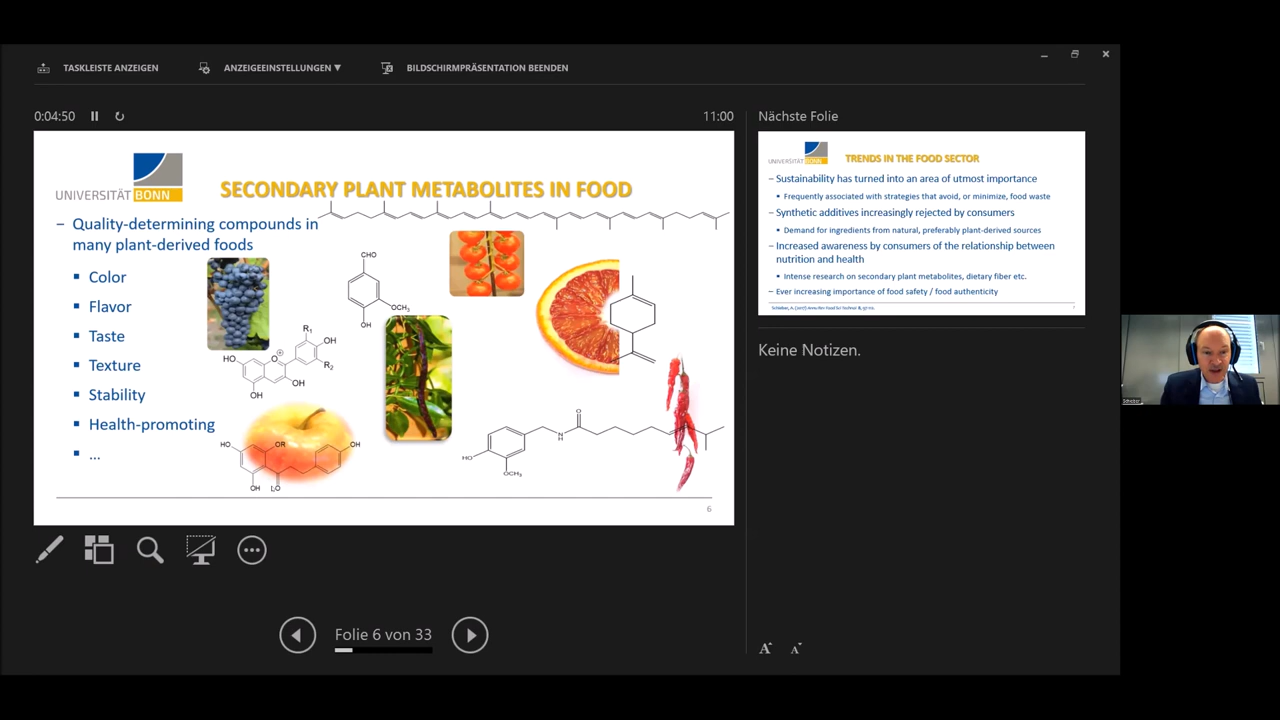 TASKLEISTE ANZEIGEN
ANZEIGEEINSTELLUNGEN ▼
BILDSCHIRMPRÄSENTATION BEENDEN
0:04:50
11:00
UNIVERSITÄT BONN
SECONDARY PLANT METABOLITES IN FOOD
– Quality-determining compounds in
many plant-derived foods
▪ Color
▪ Flavor
▪ Taste
▪ Texture
▪ Stability
▪ Health-promoting
▪ ...
CHO
OCH₃
OH
R₁
OH
HO
O
⊕
R₂
OH
OH
HO
OR
OH
OH
O
O
N
H
HO
OCH₃
6
Nächste Folie
UNIVERSITÄT BONN
TRENDS IN THE FOOD SECTOR
– Sustainability has turned into an area of utmost importance
• Frequently associated with strategies that avoid, or minimize, food waste
– Synthetic additives increasingly rejected by consumers
• Demand for ingredients from natural, preferably plant-derived sources
– Increased awareness by consumers of the relationship between
nutrition and health
• Intense research on secondary plant metabolites, dietary fiber etc.
– Ever increasing importance of food safety / food authenticity
Keine Notizen.
Schieber
Folie 6 von 33
A A